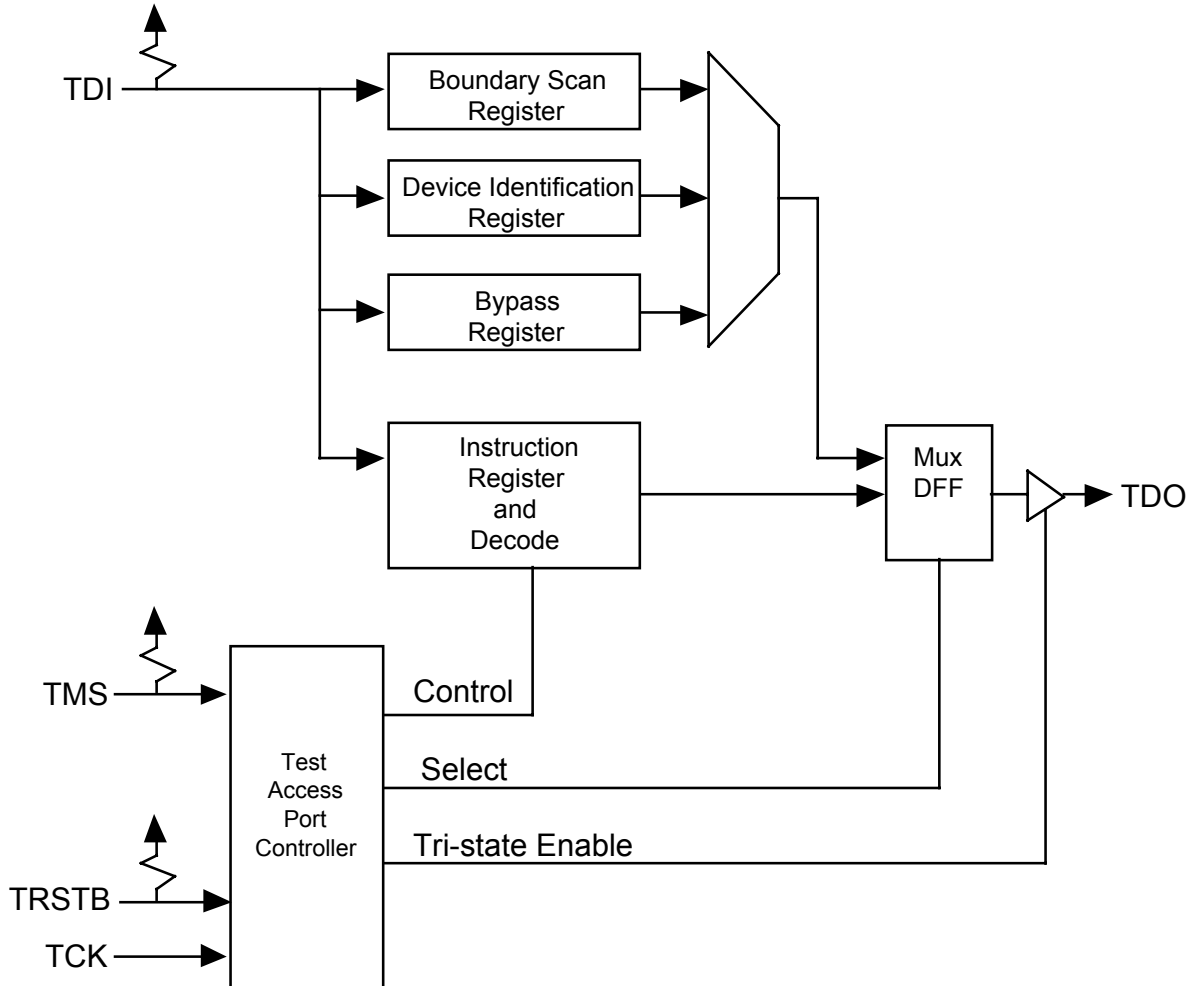 TDI
Boundary Scan
Register
Device Identification
Register
Bypass
Register
Instruction
Register
and
Decode
Mux
DFF
TDO
TMS
Control
Test
Access
Port
Controller
Select
Tri-state Enable
TRSTB
TCK